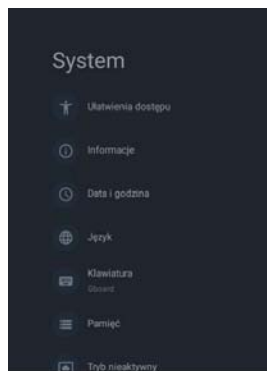 System
Ułatwienia dostępu
Informacje
Data i godzina
Język
Klawiatura
Gboard
Pamięć
Tryb nieaktywny